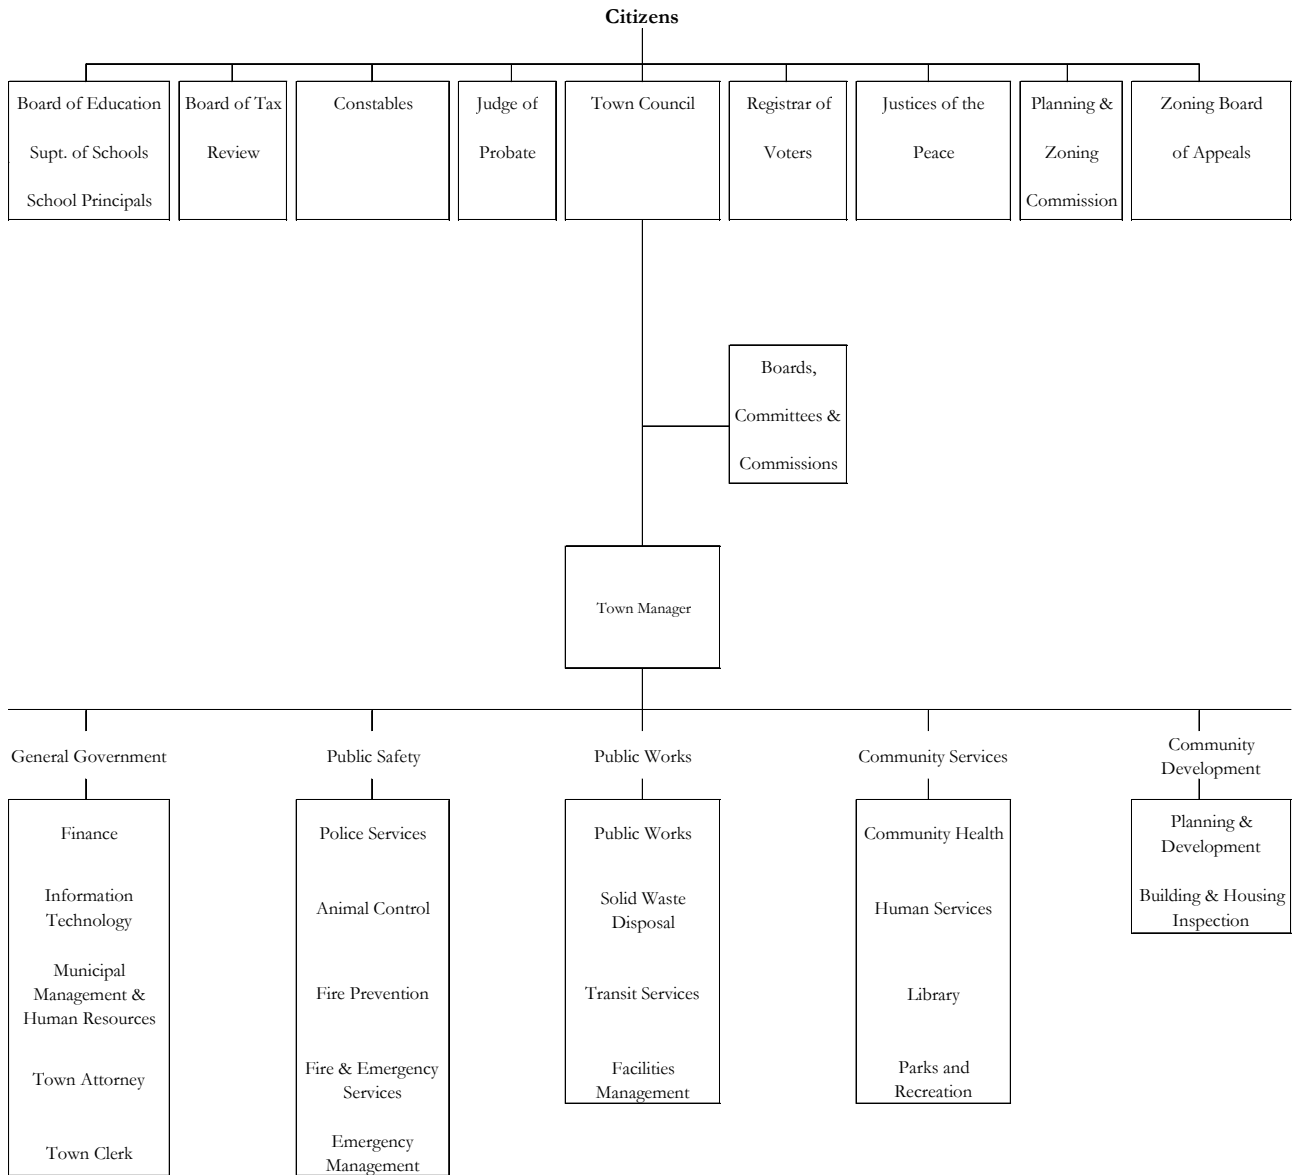 Citizens
Board of Education
Supt. of Schools
School Principals
Board of Tax
Review
Constables
Judge of
Probate
Town Council
Registrar of
Voters
Justices of the
Peace
Planning &
Zoning
Commission
Zoning Board
of Appeals
Boards,
Committees &
Commissions
Town Manager
General Government
Finance
Information
Technology
Municipal
Management &
Human Resources
Town Attorney
Town Clerk
Public Safety
Police Services
Animal Control
Fire Prevention
Fire & Emergency
Services
Emergency
Management
Public Works
Public Works
Solid Waste
Disposal
Transit Services
Facilities
Management
Community Services
Community Health
Human Services
Library
Parks and
Recreation
Community
Development
Planning &
Development
Building & Housing
Inspection